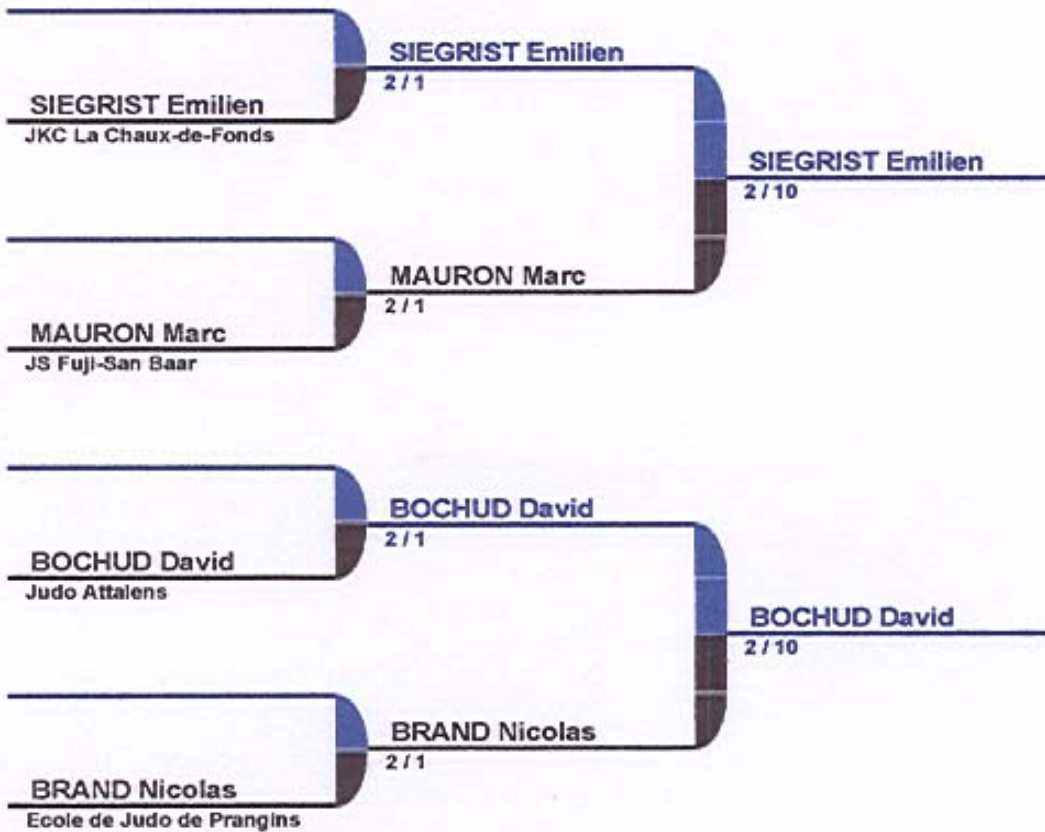 SIEGRIST Emilien
2 / 1
SIEGRIST Emilien
JKC La Chaux-de-Fonds
SIEGRIST Emilien
2 / 10
MAURON Marc
2 / 1
MAURON Marc
JS Fuji-San Baar
BOCHUD David
2 / 1
BOCHUD David
Judo Attalens
BOCHUD David
2 / 10
BRAND Nicolas
2 / 1
BRAND Nicolas
Ecole de Judo de Prangins